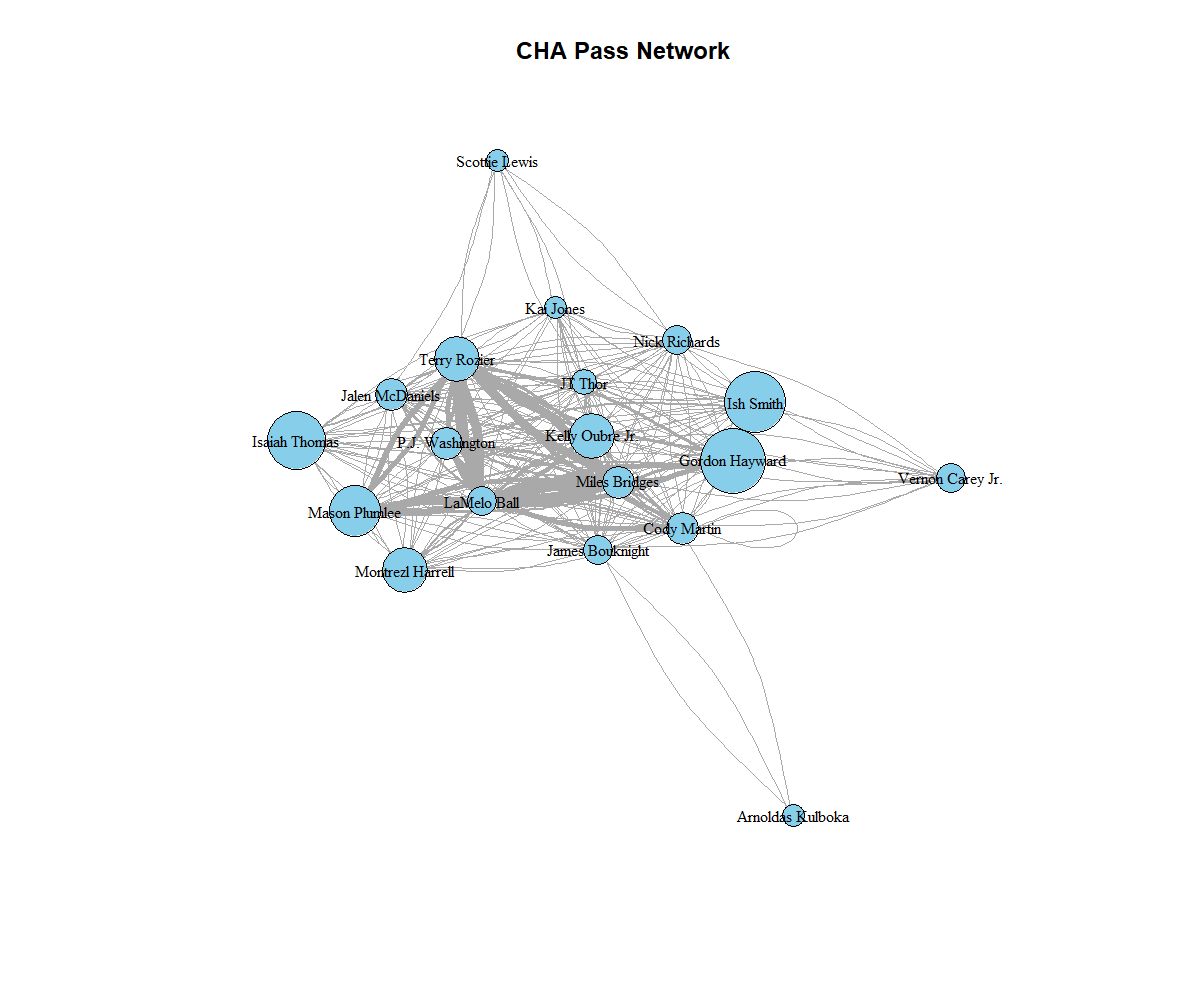 CHA Pass Network
Scottie Lewis
Kai Jones
Nick Richards
Terry Rozier
JT Thor
Jalen McDaniels
Ish Smith
Kelly Oubre Jr.
Isaiah Thomas
P.J. Washington
Gordon Hayward
Vernon Carey Jr.
Miles Bridges
LaMelo Ball
Mason Plumlee
Cody Martin
James Bouknight
Montrezl Harrell
Arnoldas Kulboka